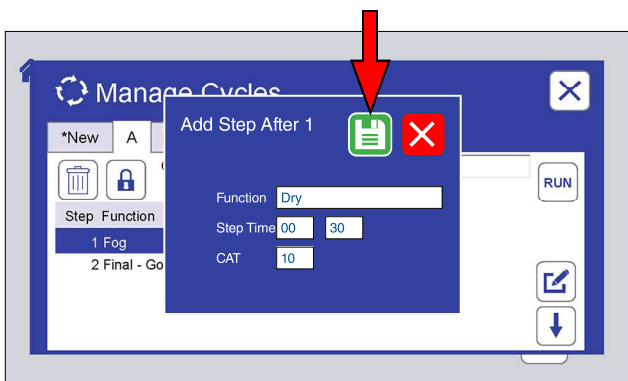 Manage Cycles
*New A
Add Step After 1
RUN
Function Dry
Step Time 00 30
CAT 10
Step Function
1 Fog
2 Final - Go